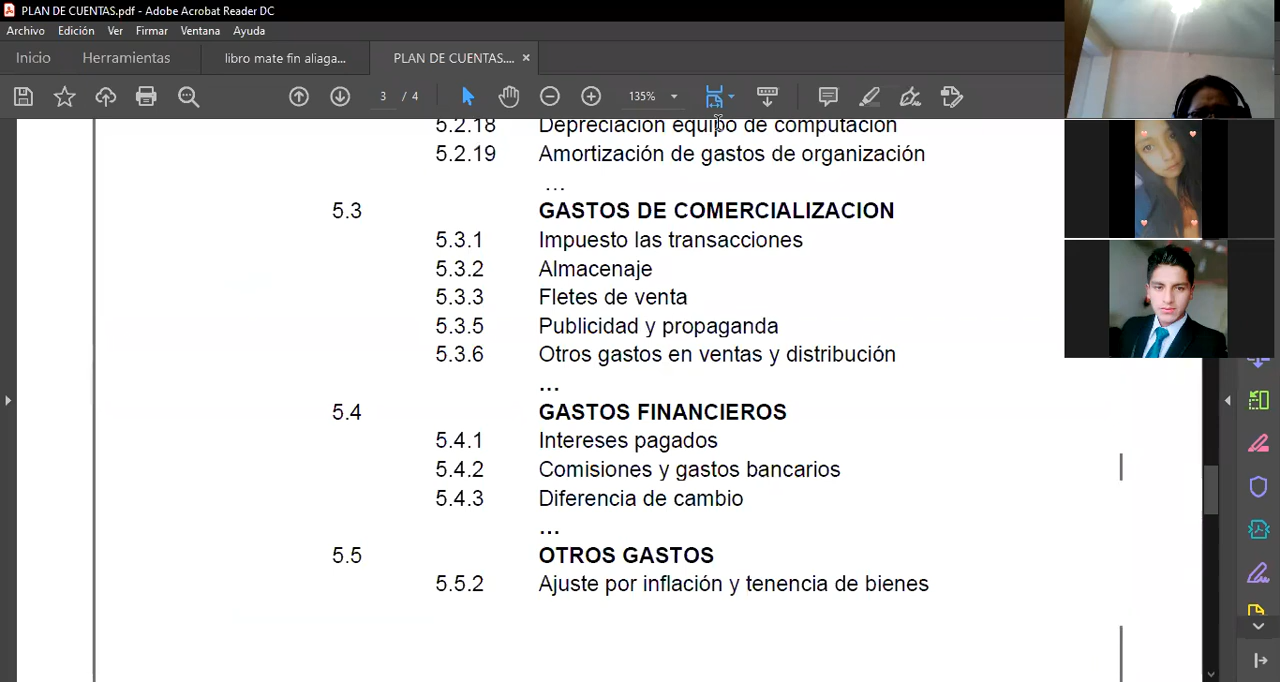 PLAN DE CUENTAS.pdf - Adobe Acrobat Reader DC
Archivo Edición Ver Firmar Ventana Ayuda
Inicio Herramientas libro mate fin aliaga... PLAN DE CUENTAS.... ×
3 / 4 135%
5.2.18 Depreciación equipo de computación
5.2.19 Amortización de gastos de organización
...
5.3 GASTOS DE COMERCIALIZACION
5.3.1 Impuesto las transacciones
5.3.2 Almacenaje
5.3.3 Fletes de venta
5.3.5 Publicidad y propaganda
5.3.6 Otros gastos en ventas y distribución
...
5.4 GASTOS FINANCIEROS
5.4.1 Intereses pagados
5.4.2 Comisiones y gastos bancarios
5.4.3 Diferencia de cambio
...
5.5 OTROS GASTOS
5.5.2 Ajuste por inflación y tenencia de bienes